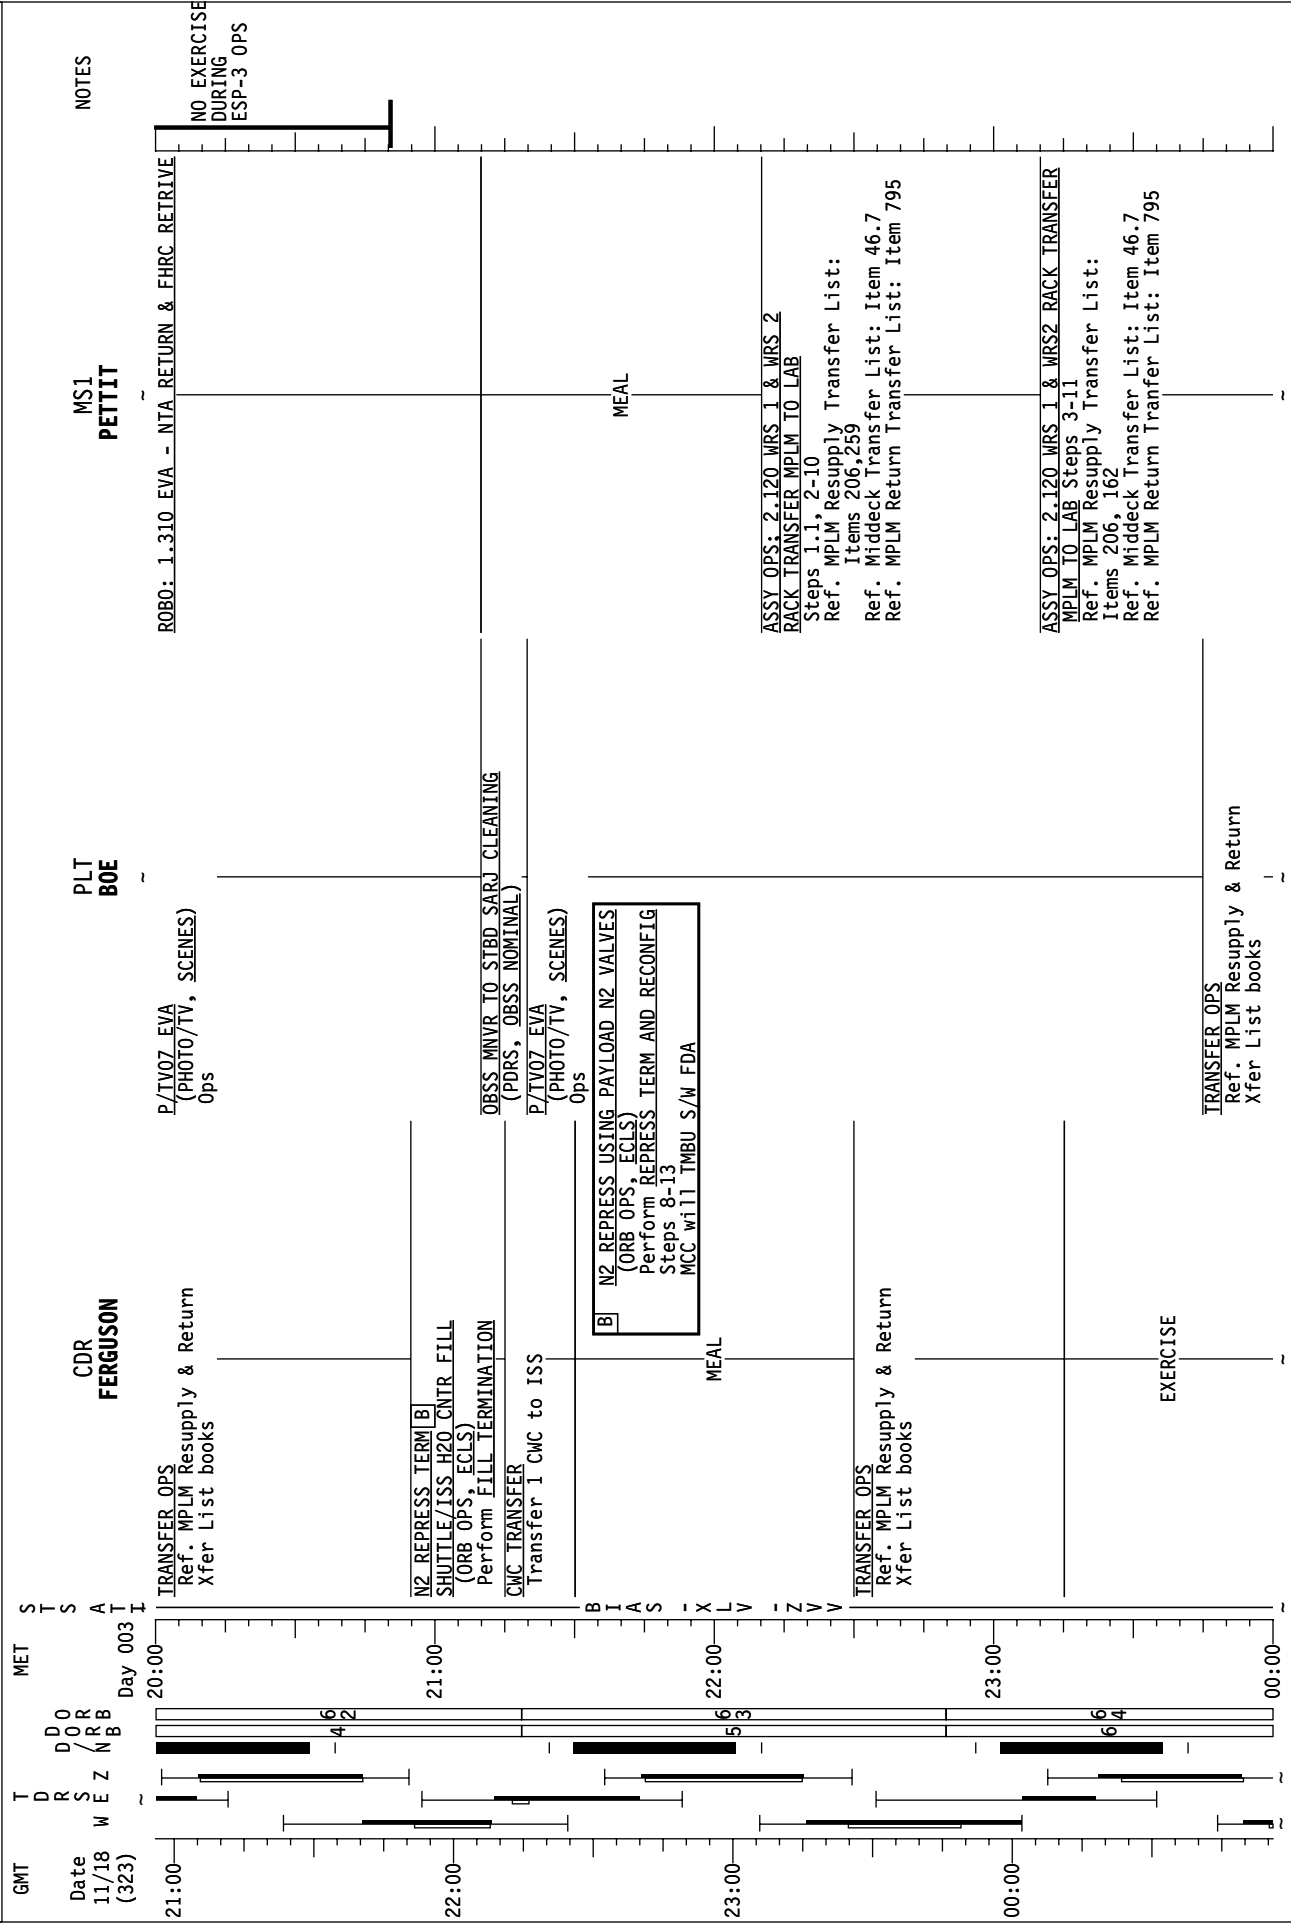 GMT
Date
11/18
(323)
21:00
22:00
23:00
00:00
T
D
R
S
W E Z
D D O
/ O R
N R B
B
4
5
6
62
63
64
MET
Day 003
20:00
21:00
22:00
23:00
00:00
S
T
S
A
T
T
B
I
A
S
-
X
L
V
-
Z
V
V
~
CDR
FERGUSON
TRANSFER OPS
Ref. MPLM Resupply & Return
Xfer List books
N2 REPRESS TERM B
SHUTTLE/ISS H2O CNTR FILL
(ORB OPS, ECLS)
Perform FILL TERMINATION
CWC TRANSFER
Transfer 1 CWC to ISS
MEAL
TRANSFER OPS
Ref. MPLM Resupply & Return
Xfer List books
EXERCISE
~
B N2 REPRESS USING PAYLOAD N2 VALVES
(ORB OPS, ECLS)
Perform REPRESS TERM AND RECONFIG
Steps 8-13
MCC will TMBU S/W FDA
PLT
BOE
~
P/TV07 EVA
(PHOTO/TV, SCENES)
Ops
OBSS MNVR TO STBD SARJ CLEANING
(PDRS, OBSS NOMINAL)
P/TV07 EVA
(PHOTO/TV, SCENES)
Ops
TRANSFER OPS
Ref. MPLM Resupply & Return
Xfer List books
~
MS1
PETTIT
~
ROBO: 1.310 EVA - NTA RETURN & FHRC RETRIVE
MEAL
ASSY OPS: 2.120 WRS 1 & WRS 2
RACK TRANSFER MPLM TO LAB
Steps 1.1, 2-10
Ref. MPLM Resupply Transfer List:
Items 206,259
Ref. Middeck Transfer List: Item 46.7
Ref. MPLM Return Transfer List: Item 795
ASSY OPS: 2.120 WRS 1 & WRS2 RACK TRANSFER
MPLM TO LAB Steps 3-11
Ref. MPLM Resupply Transfer List:
Items 206, 162
Ref. Middeck Transfer List: Item 46.7
Ref. MPLM Return Tranfer List: Item 795
~
NOTES
NO EXERCISE
DURING
ESP-3 OPS